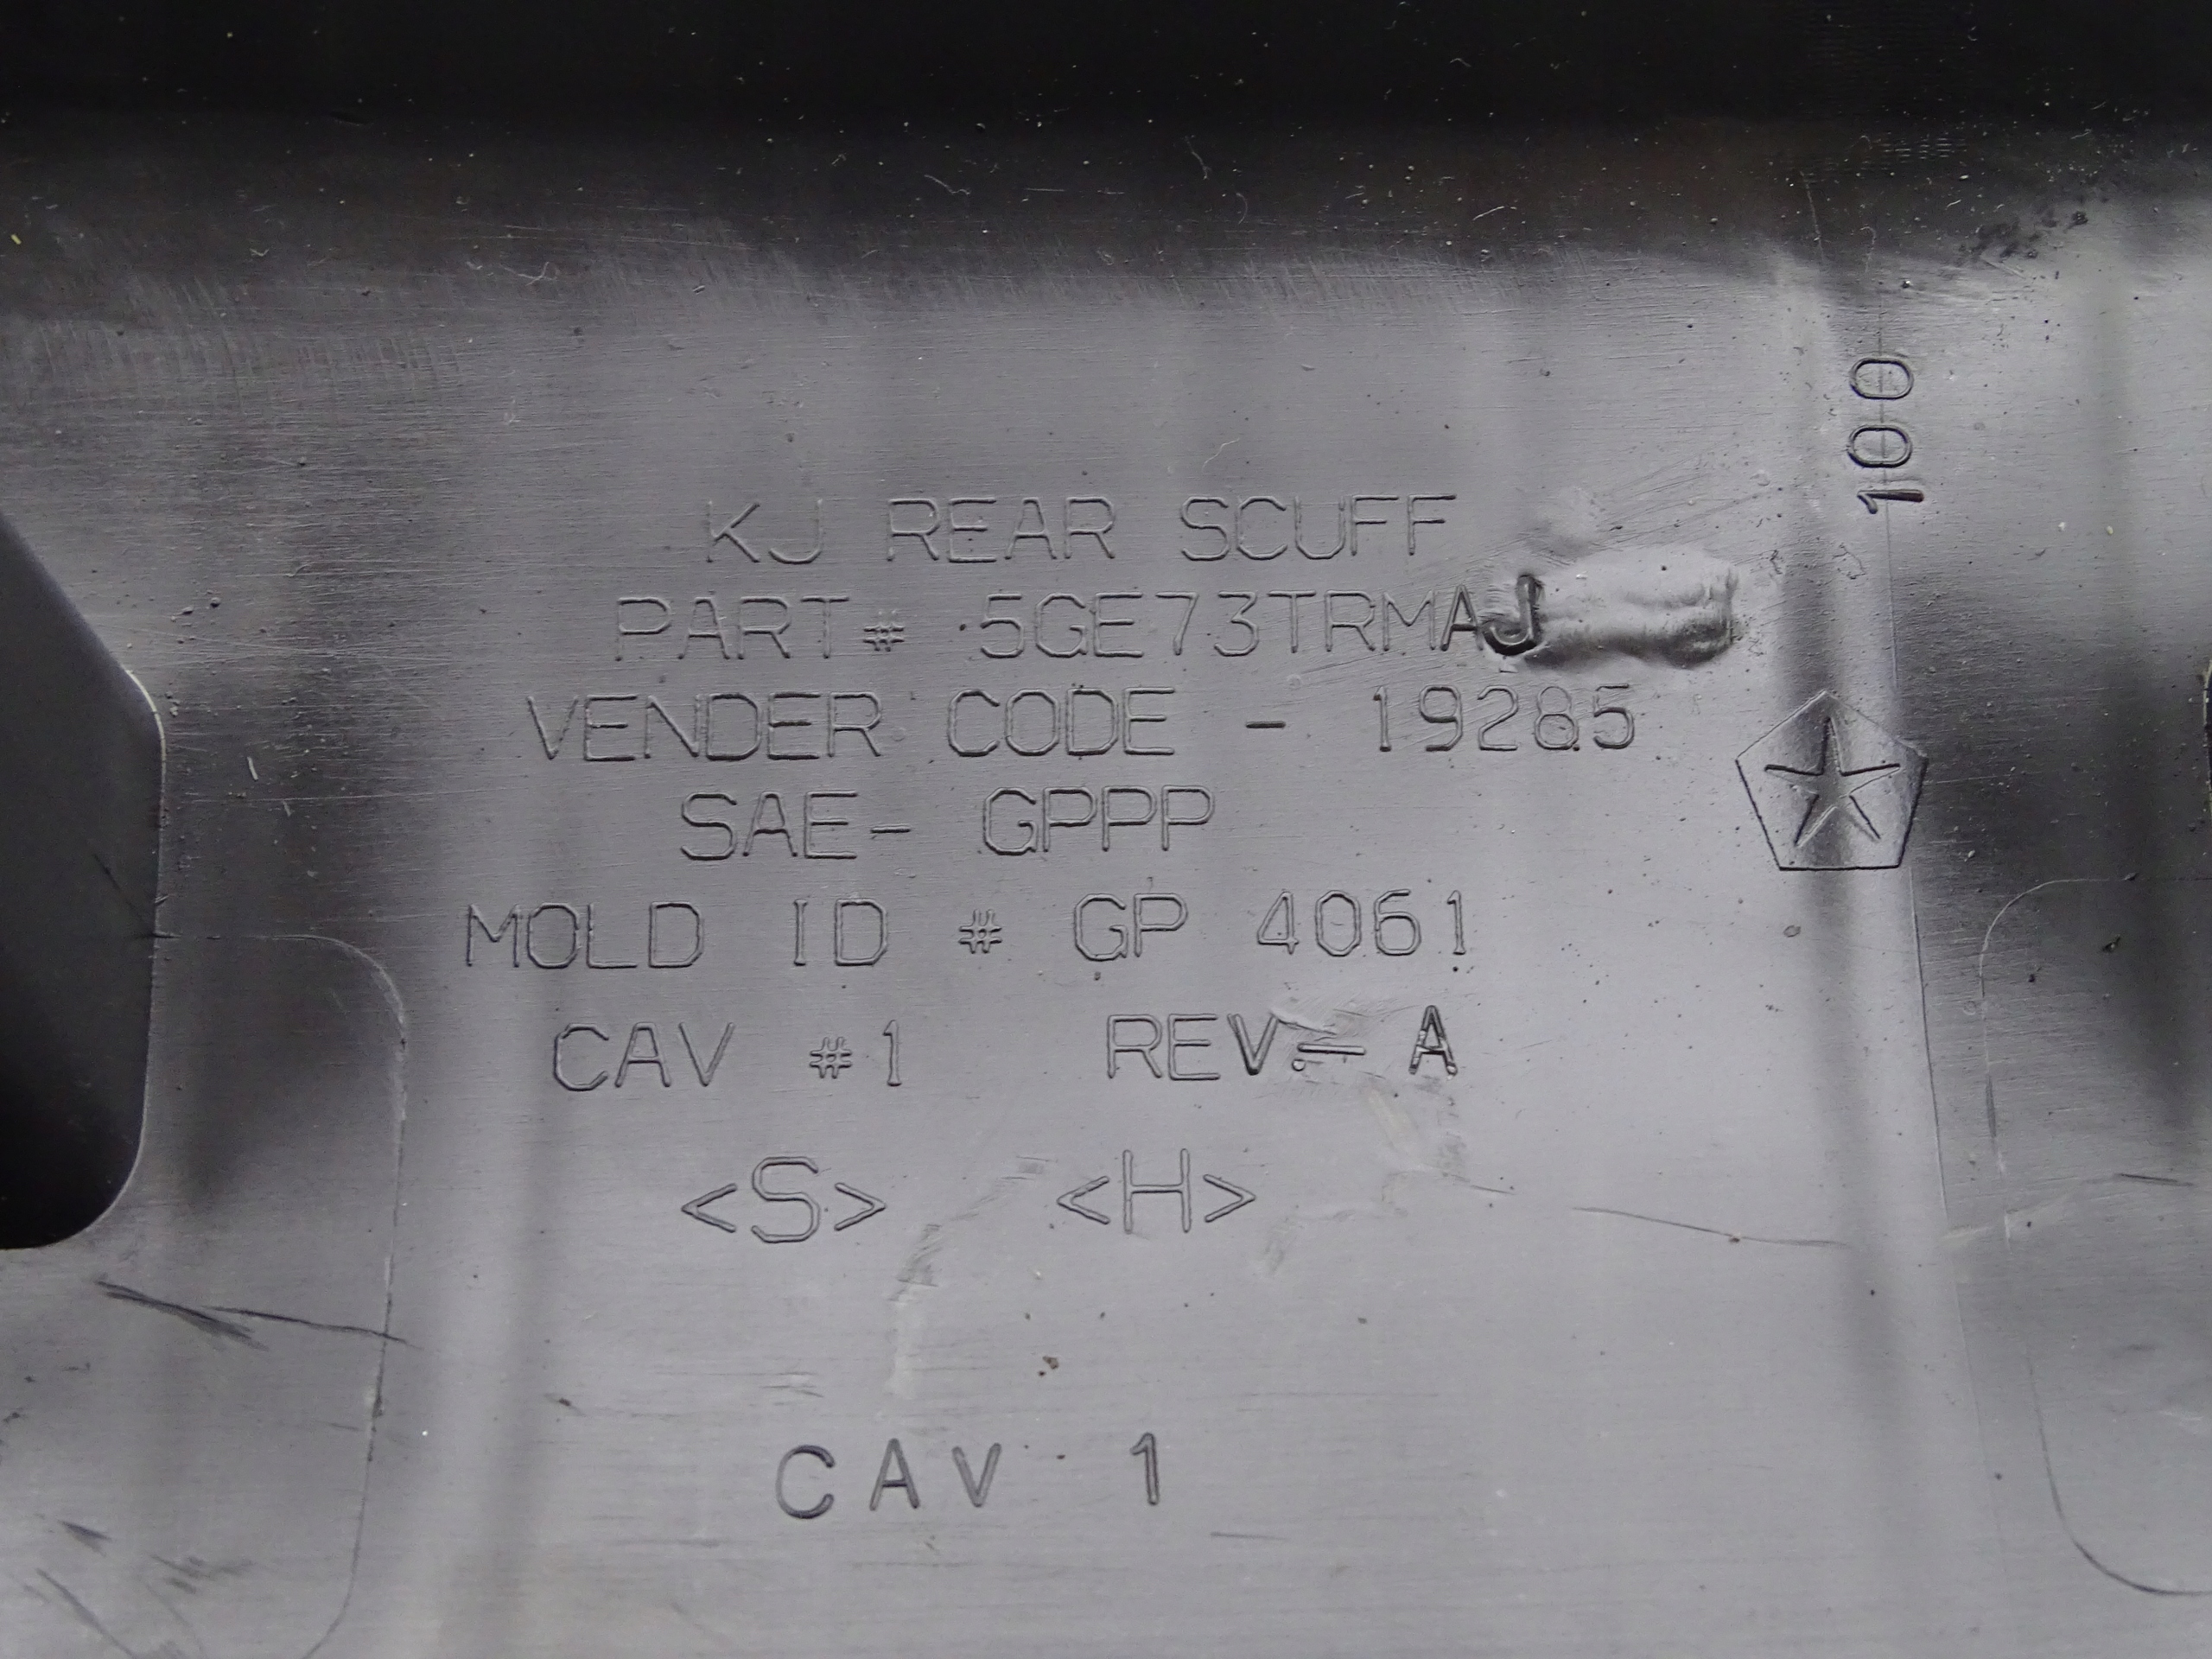 100
KJ REAR SCUFF
PART# 5GE73TRMAJ
VENDER CODE - 19285
SAE- GPPP
MOLD ID # GP 4061
CAV #1 REV- A
<S> <H>
CAV 1